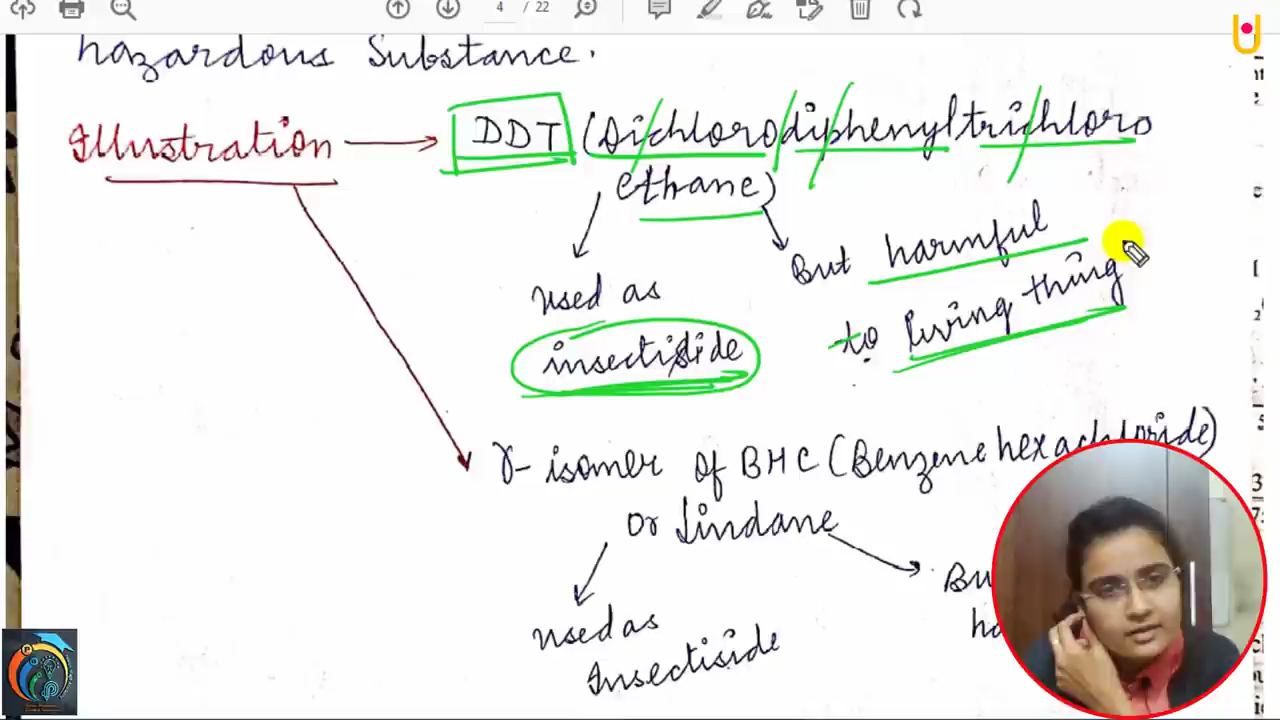 4 / 22
hazardous Substance.
Illustration → DDT (Dichlorodiphenyltrichloro
ethane)
But harmful
to living thing
used as
insectiside
γ-isomer of BHC (Benzene hexachloride)
Or lindane
used as
Insectiside